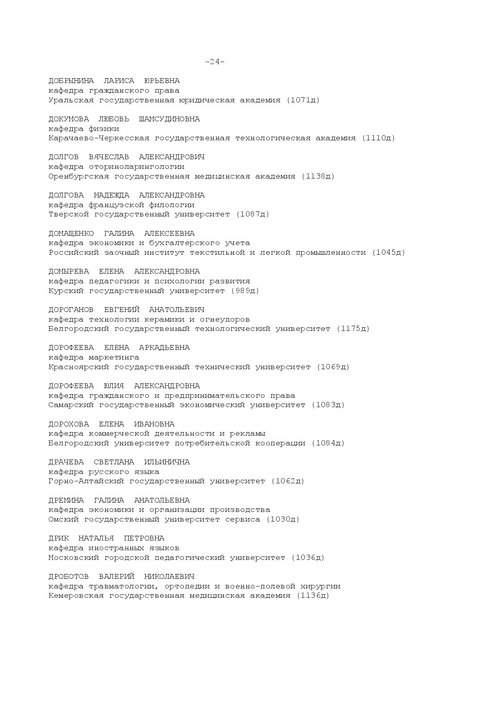 -24-
ДОБРЫНИНА ЛАРИСА ЮРЬЕВНА
кафедра гражданского права
Уральская государственная юридическая академия (1071д)
ДОКУМОВА ЛЮБОВЬ ШАМСУДИНОВНА
кафедра физики
Карачаево-Черкесская государственная технологическая академия (1110д)
ДОЛГОВ ВЯЧЕСЛАВ АЛЕКСАНДРОВИЧ
кафедра оториноларингологии
Оренбургская государственная медицинская академия (1138д)
ДОЛГОВА НАДЕЖДА АЛЕКСАНДРОВНА
кафедра французской филологии
Тверской государственный университет (1087д)
ДОМАЩЕНКО ГАЛИНА АЛЕКСЕЕВНА
кафедра экономики и бухгалтерского учета
Российский заочный институт текстильной и легкой промышленности (1045д)
ДОМЫРЕВА ЕЛЕНА АЛЕКСАНДРОВНА
кафедра педагогики и психологии развития
Курский государственный университет (989д)
ДОРОГАНОВ ЕВГЕНИЙ АНАТОЛЬЕВИЧ
кафедра технологии керамики и огнеупоров
Белгородский государственный технологический университет (1175д)
ДОРОФЕЕВА ЕЛЕНА АРКАДЬЕВНА
кафедра маркетинга
Красноярский государственный технический университет (1069д)
ДОРОФЕЕВА ЮЛИЯ АЛЕКСАНДРОВНА
кафедра гражданского и предпринимательского права
Самарский государственный экономический университет (1083д)
ДОРОХОВА ЕЛЕНА ИВАНОВНА
кафедра коммерческой деятельности и рекламы
Белгородский университет потребительской кооперации (1084д)
ДРАЧЕВА СВЕТЛАНА ИЛЬИНИЧНА
кафедра русского языка
Горно-Алтайский государственный университет (1062д)
ДРЕМИНА ГАЛИНА АНАТОЛЬЕВНА
кафедра экономики и организации производства
Омский государственный университет сервиса (1030д)
ДРИК НАТАЛЬЯ ПЕТРОВНА
кафедра иностранных языков
Московский городской педагогический университет (1036д)
ДРОБОТОВ ВАЛЕРИЙ НИКОЛАЕВИЧ
кафедра травматологии, ортопедии и военно-полевой хирургии
Кемеровская государственная медицинская академия (1136д)